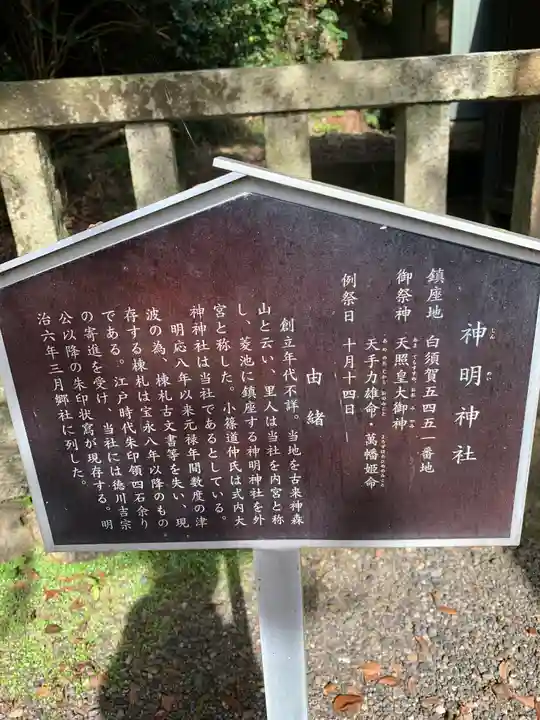 神明神社
しん めい
鎮座地 白須賀五四五一番地
御祭神 天照皇大御神
天手力雄命・萬幡姫命
例祭日 十月十四日
由緒
創立年代不詳。当地を古来神森
山と云い、里人は当社を内宮と称
し、菱池に鎮座する神明神社を外
宮と称した。小篠道仲氏は式内大
神神社は当社であるとしている。
明応八年以来元禄年間数度の津
波の為、棟札古文書等を失い、現
存する棟札は宝永八年以降のもの
である。江戸時代朱印領四石余り
の寄進を受け、当社には徳川吉宗
公以降の朱印状寫が現存する。明
治六年三月郷社に列した。